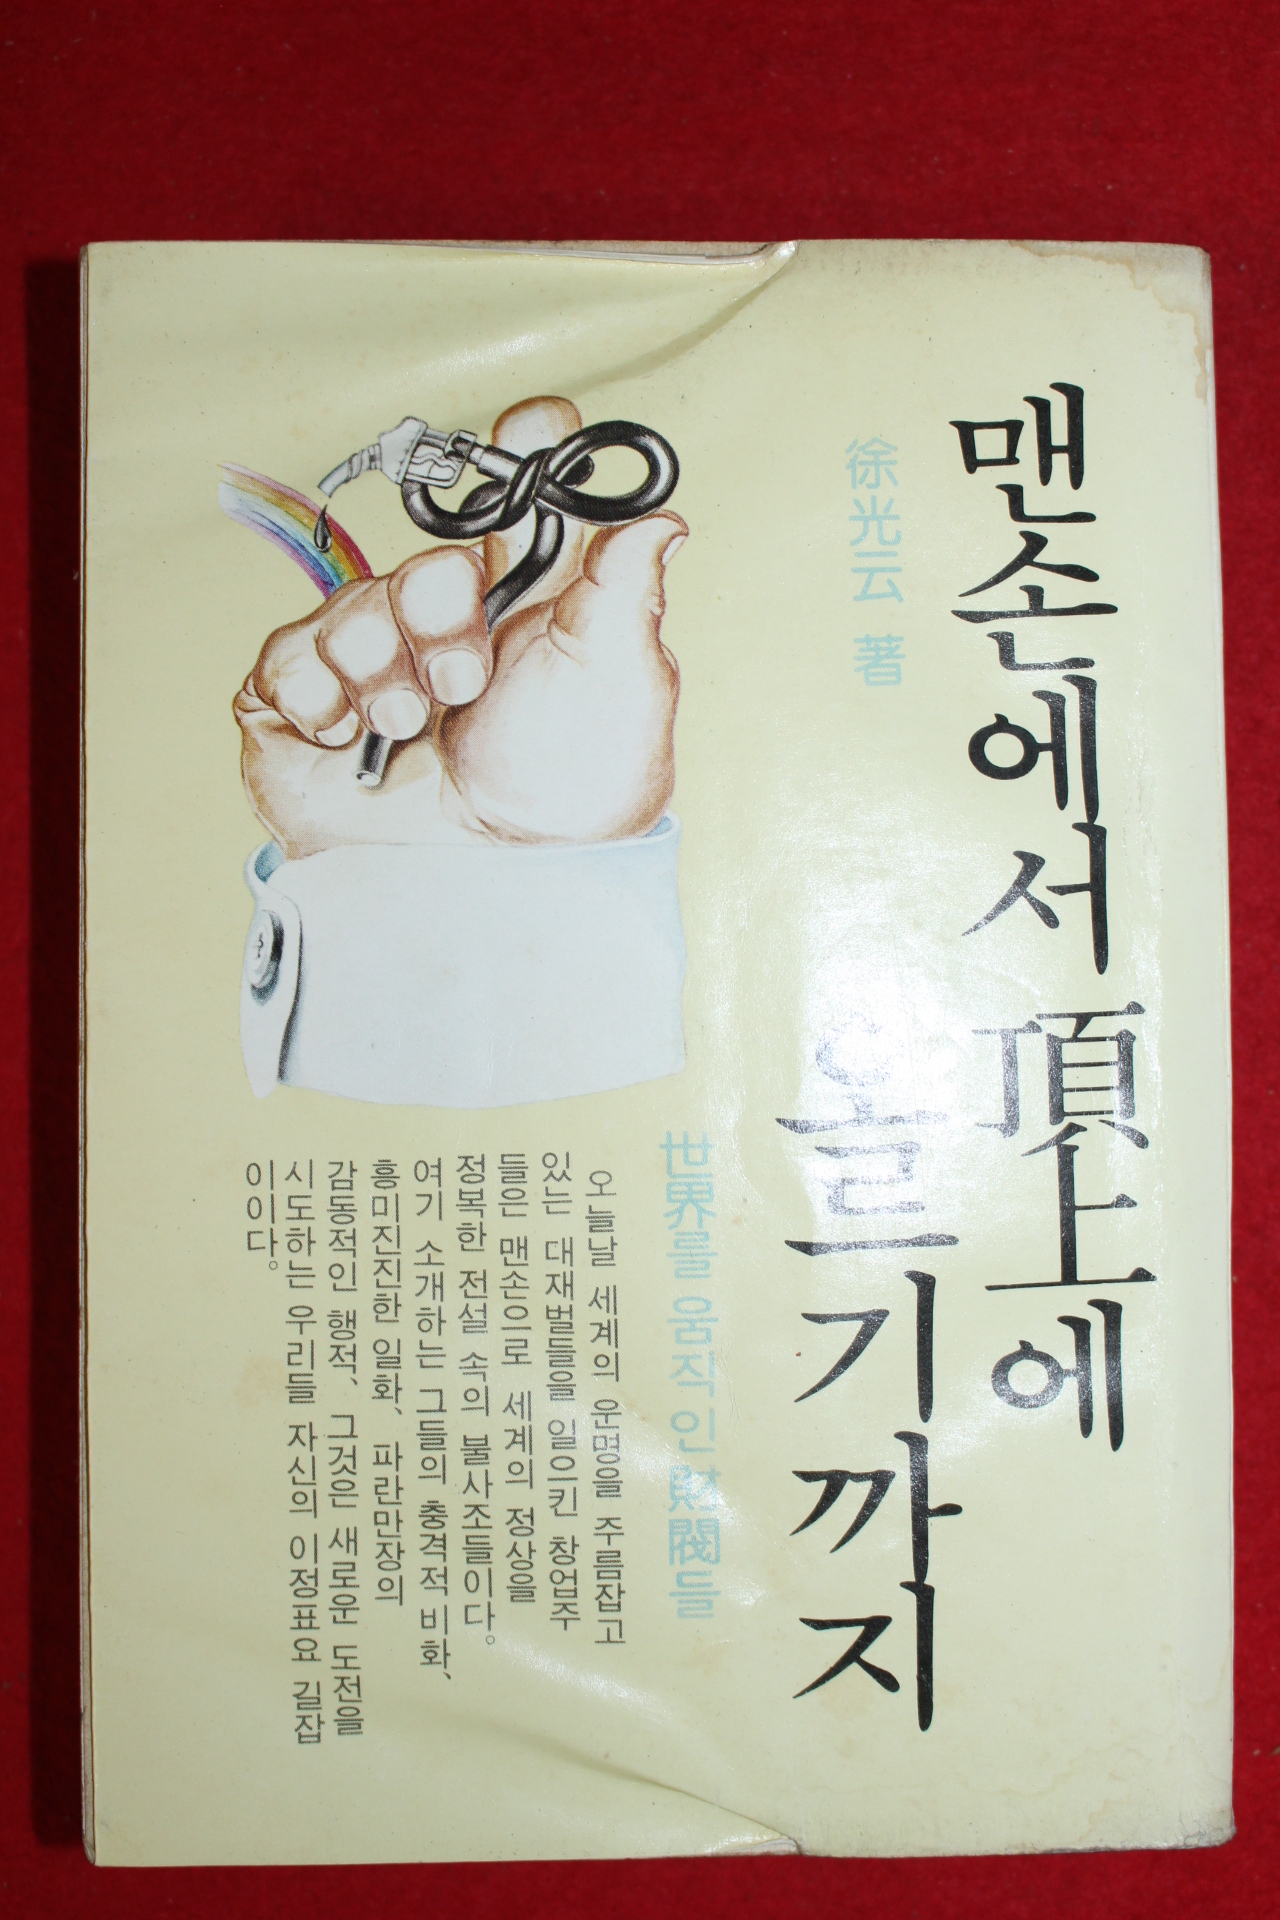 맨손에서 頂上에
오르기까지
徐光云 著
世界를 움직인 財閥들
오늘날 세계의 운명을 주름잡고
있는 대재벌들을 일으킨 창업주
들은 맨손으로 세계의 정상을
정복한 전설 속의 불사조들이다。
여기 소개하는 그들의 충격적 비화、
흥미진진한 일화、 파란만장의
감동적인 행적、 그것은 새로운 도전을
시도하는 우리들 자신의 이정표요 길잡
이이다。